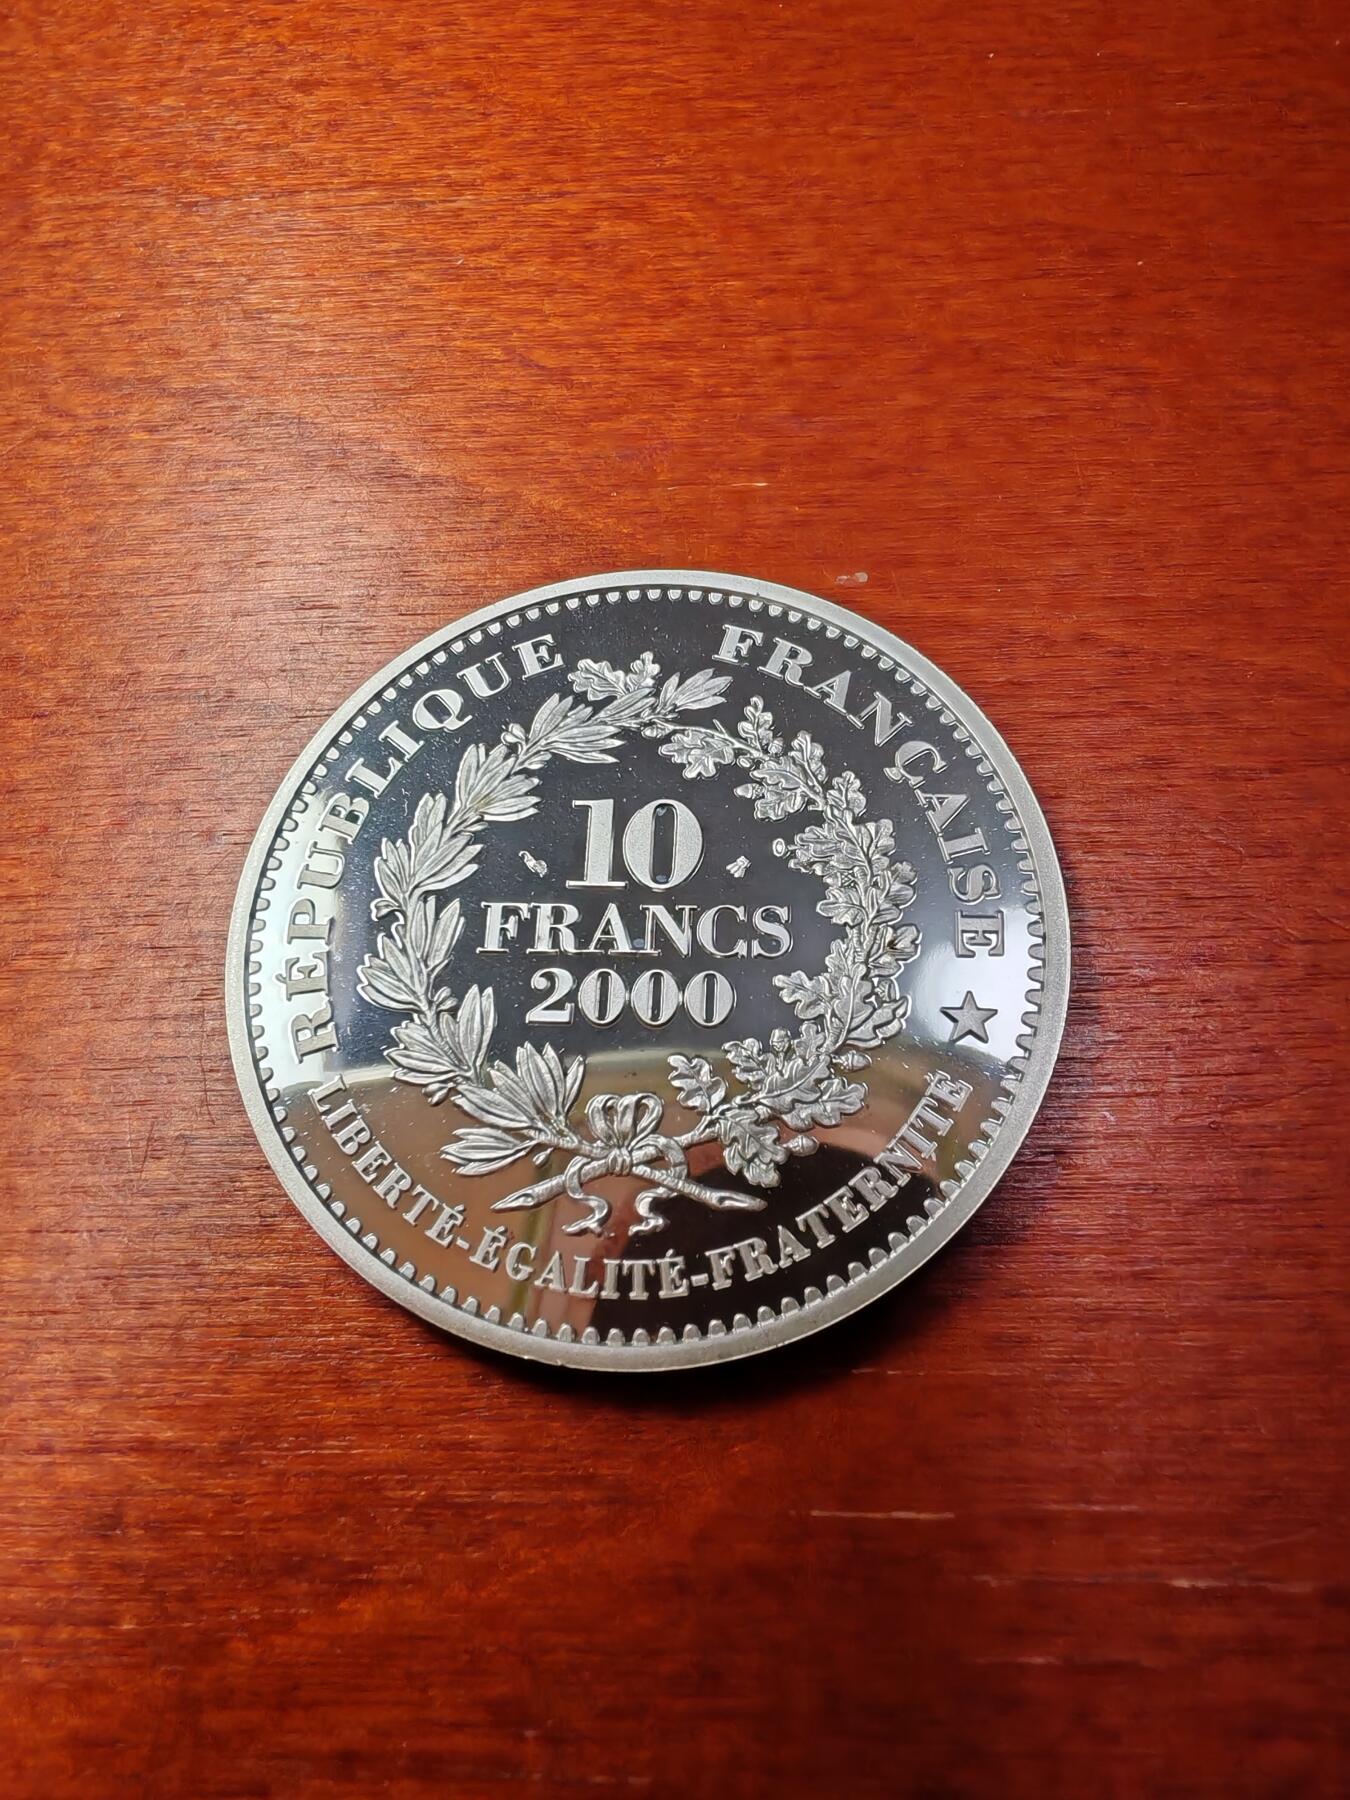 RÉPUBLIQUE FRANÇAISE
10
FRANCS
2000
LIBERTÉ-ÉGALITÉ-FRATERNITÉ